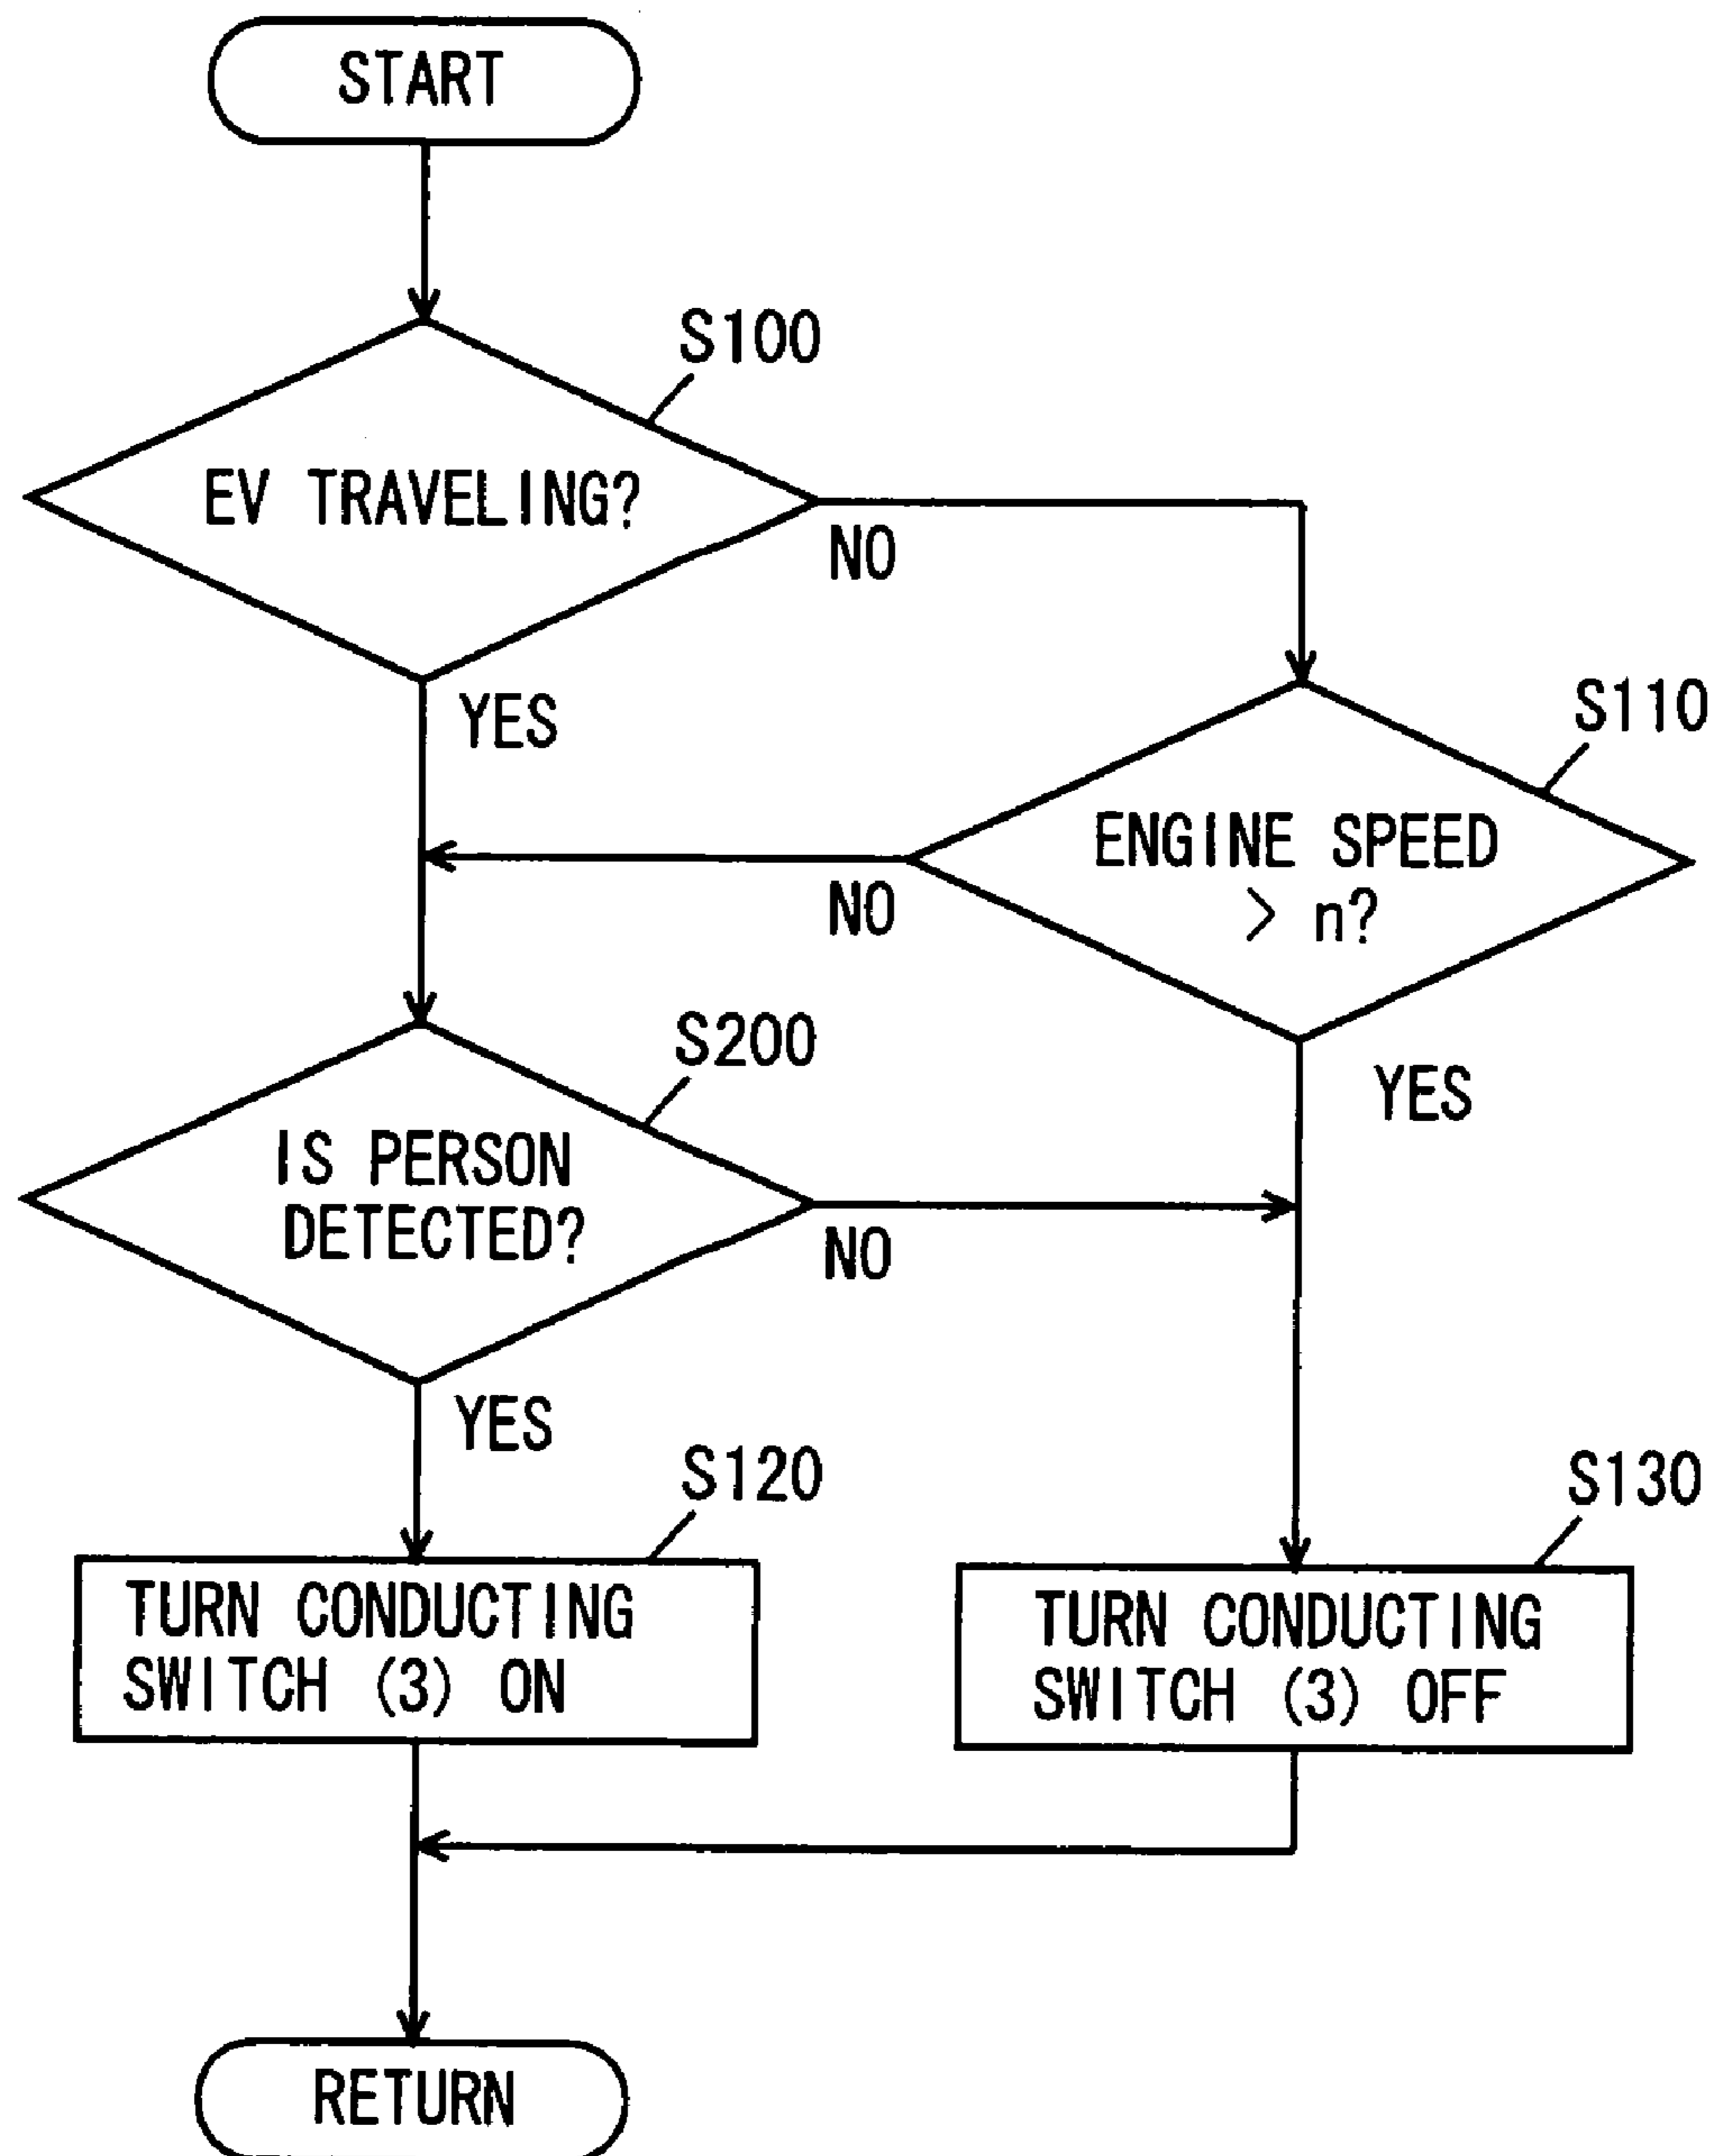 START
S100
EV TRAVELING?
NO
YES
S110
ENGINE SPEED
> n?
NO
YES
S200
IS PERSON
DETECTED?
NO
YES
S120
TURN CONDUCTING
SWITCH (3) ON
S130
TURN CONDUCTING
SWITCH (3) OFF
RETURN